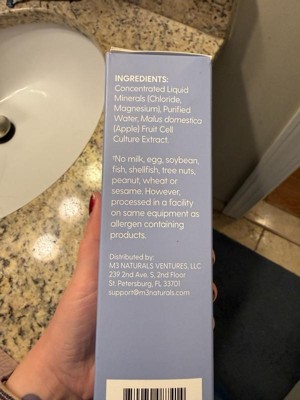 INGREDIENTS:
Concentrated Liquid
Minerals (Chloride,
Magnesium), Purified
Water, Malus domestica
(Apple) Fruit Cell
Culture Extract.
†No milk, egg, soybean,
fish, shellfish, tree nuts,
peanut, wheat or
sesame. However,
processed in a facility
on same equipment as
allergen containing
products.
Distributed by:
M3 NATURALS VENTURES, LLC
239 2nd Ave. S, 2nd Floor
St. Petersburg, FL 33701
support@m3naturals.com